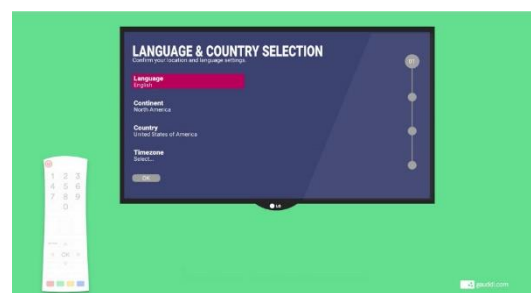 LANGUAGE & COUNTRY SELECTION
Confirm your location and language settings.
Language
English
Continent
North America
Country
United States of America
Timezone
Select...
OK
01
LG
1 2 3
4 5 6
7 8 9
0
OK